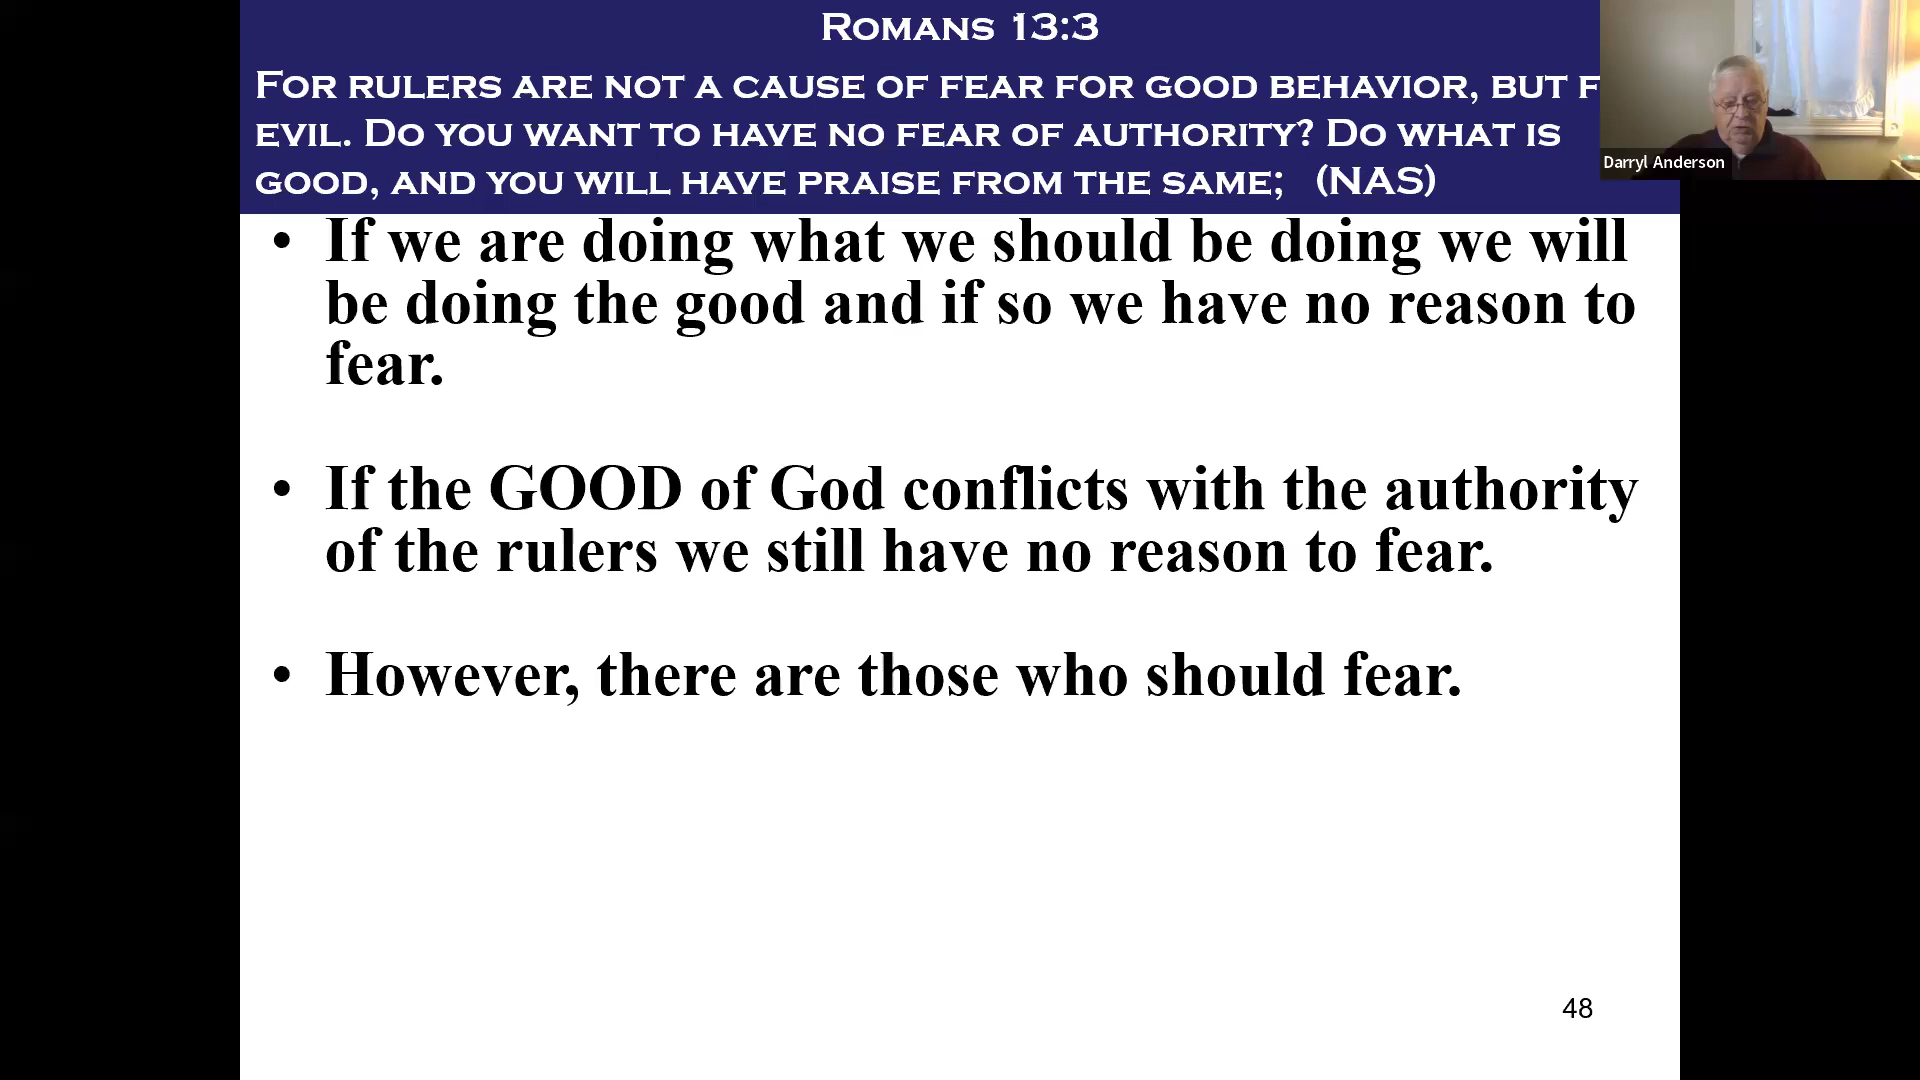 Romans 13:3
For rulers are not a cause of fear for good behavior, but f
evil. Do you want to have no fear of authority? Do what is
good, and you will have praise from the same; (NAS)
Darryl Anderson
• If we are doing what we should be doing we will
be doing the good and if so we have no reason to
fear.
• If the GOOD of God conflicts with the authority
of the rulers we still have no reason to fear.
• However, there are those who should fear.
48